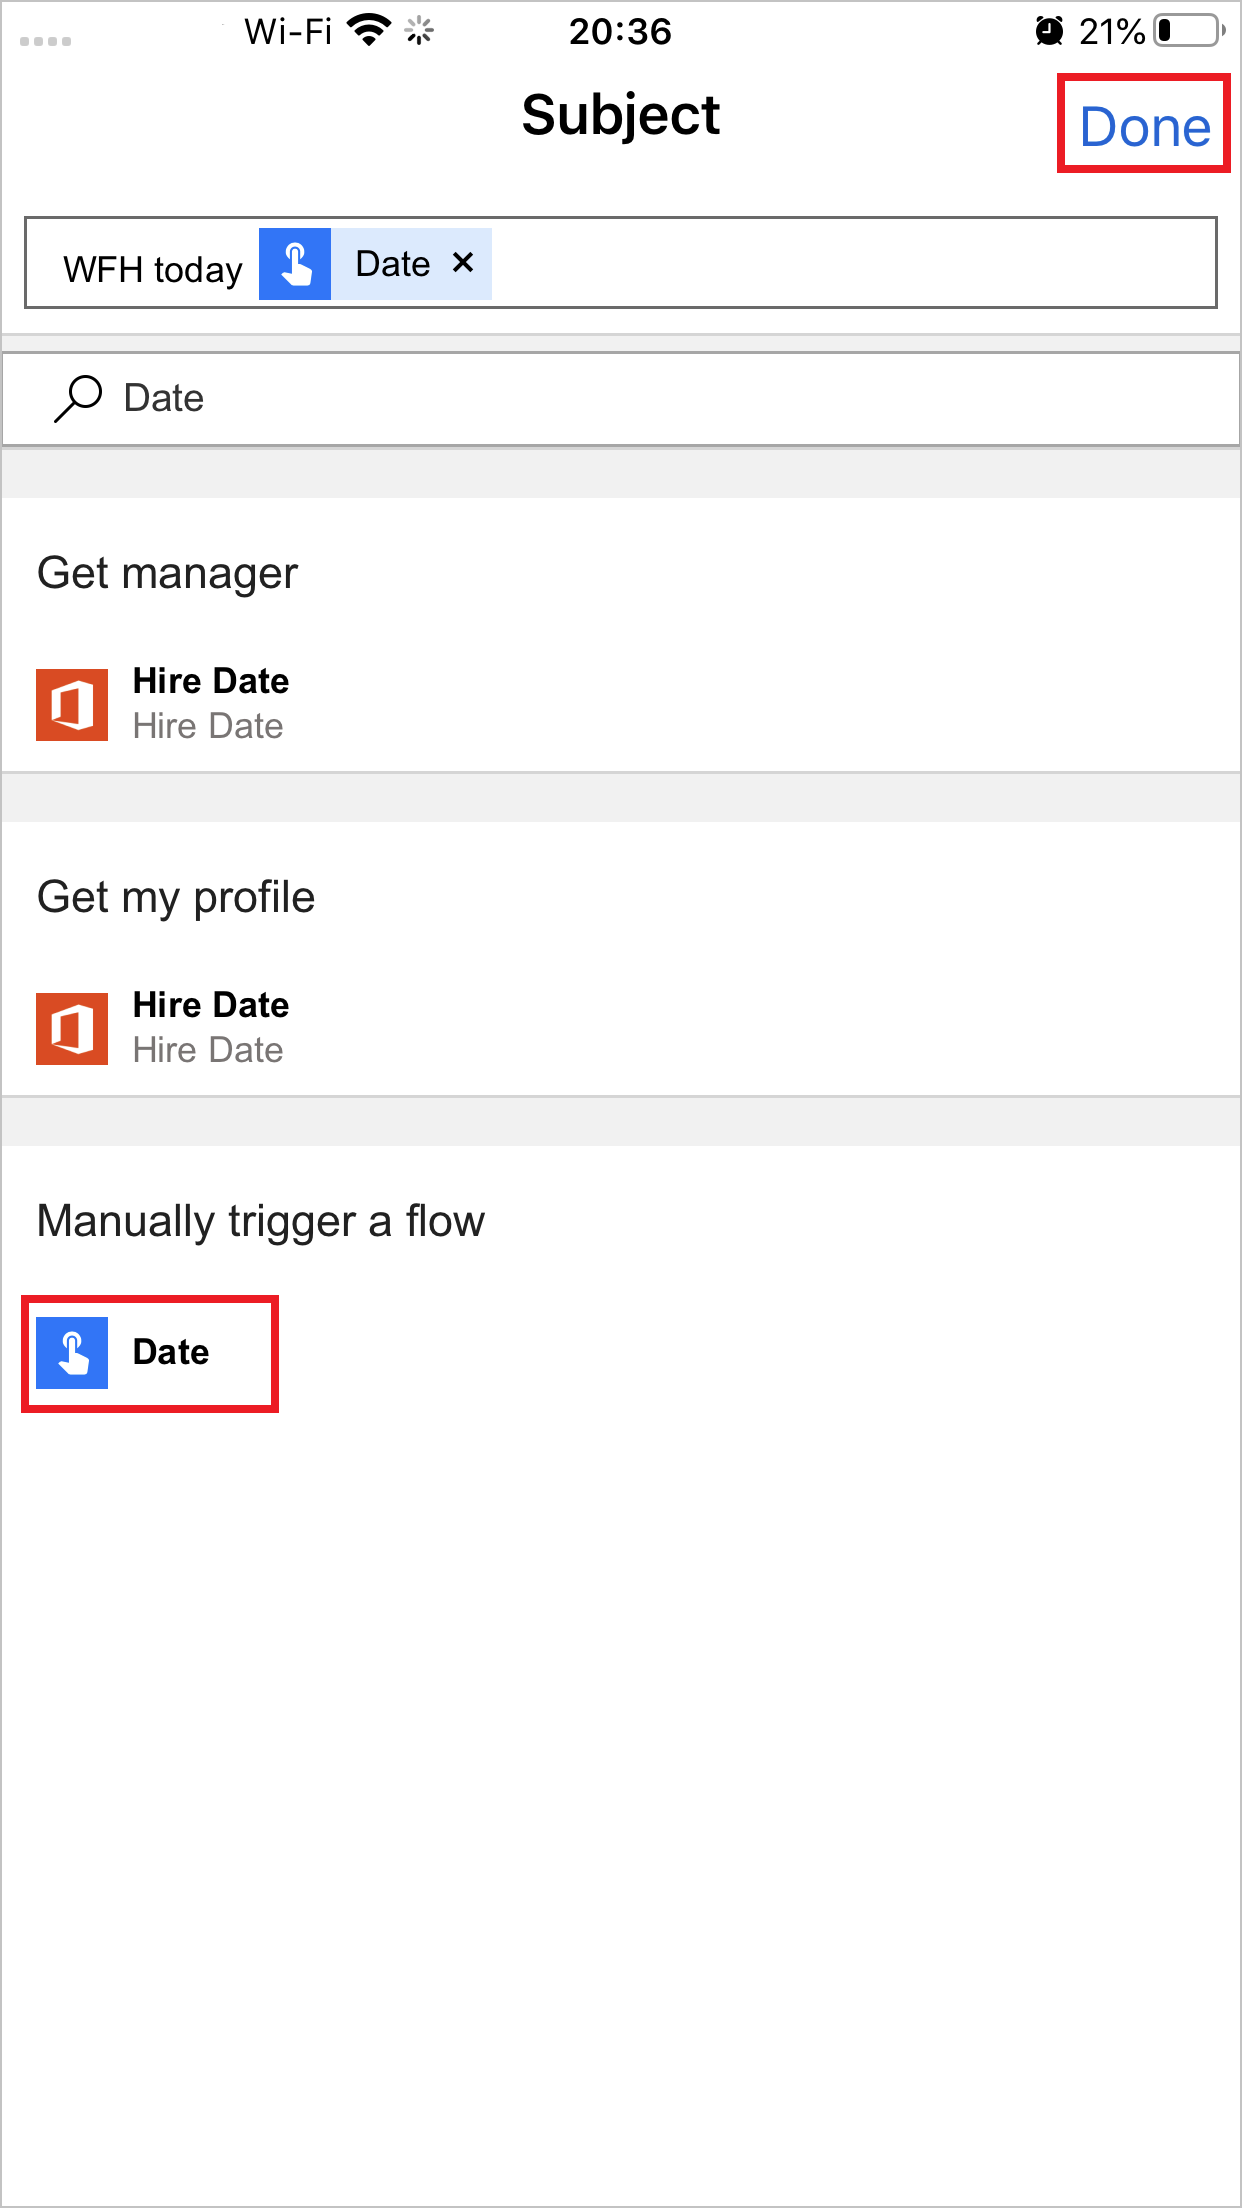 Wi-Fi 20:36 21%
Subject
Done
WFH today Date ×
Date
Get manager
Hire Date
Hire Date
Get my profile
Hire Date
Hire Date
Manually trigger a flow
Date